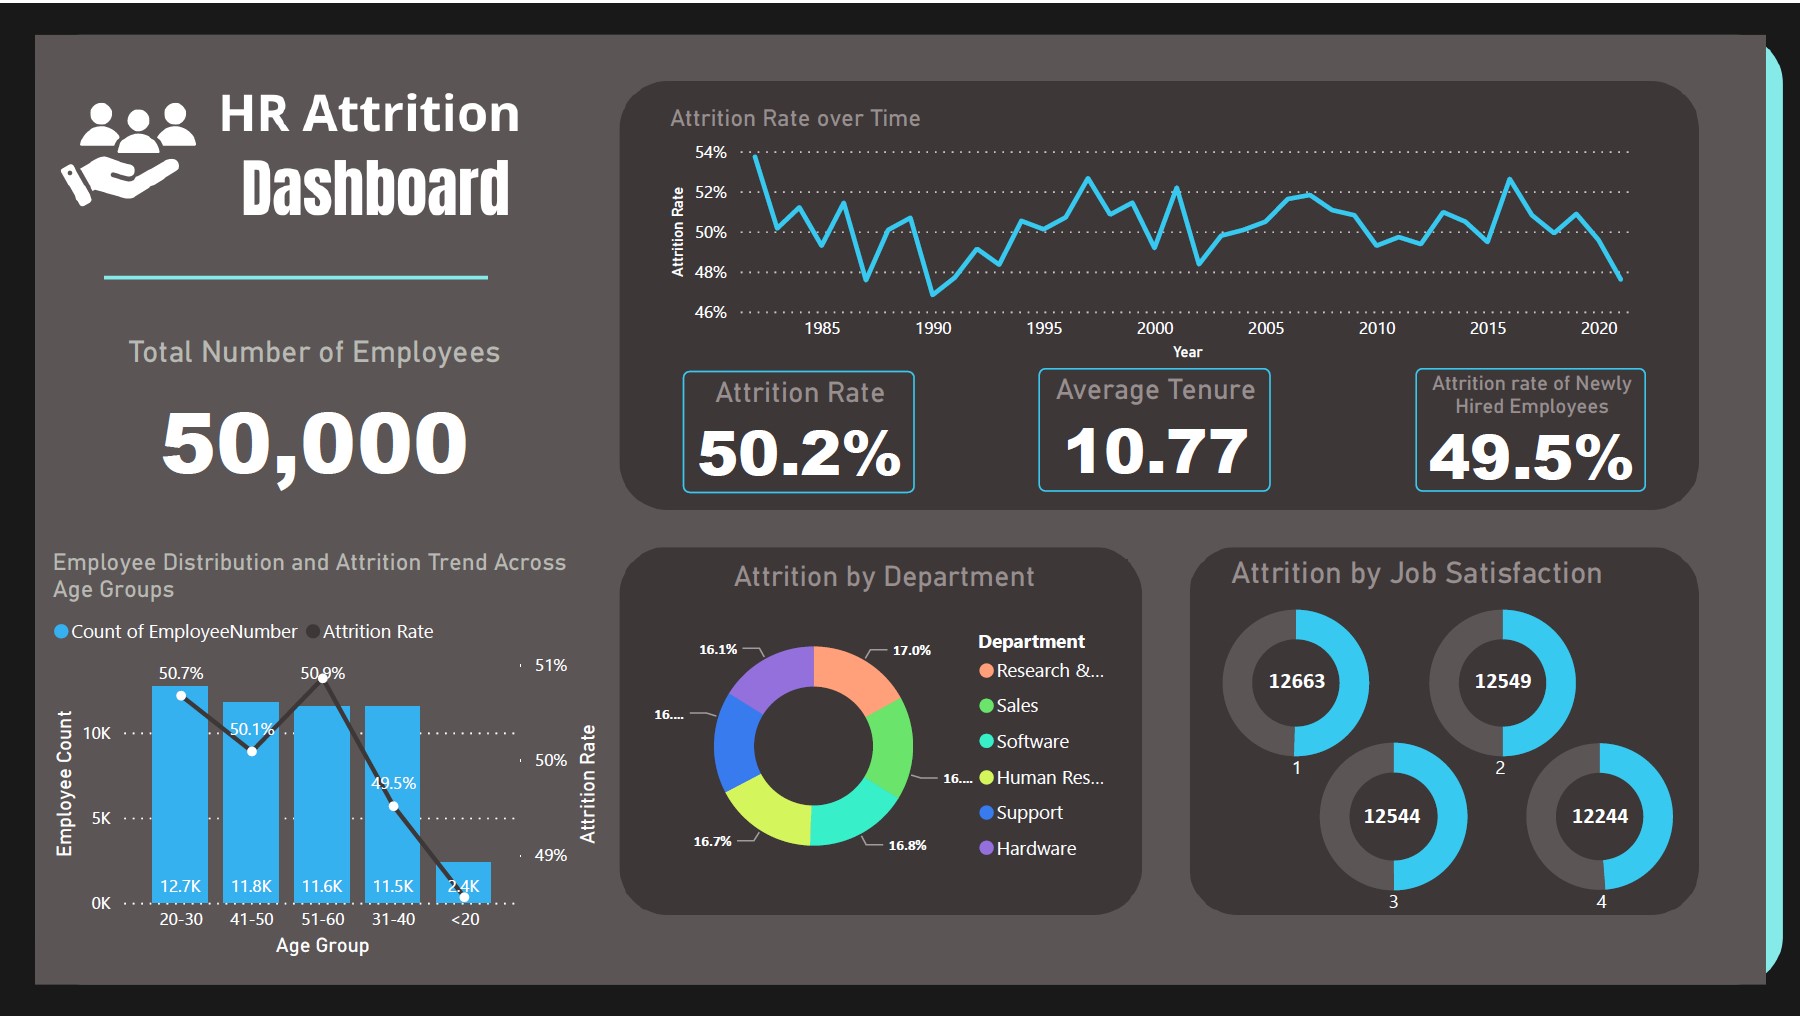 HR Attrition
Dashboard
Total Number of Employees
50,000
Attrition Rate over Time
Attrition Rate
54%
52%
50%
48%
46%
1985 1990 1995 2000 2005 2010 2015 2020
Year
Attrition Rate
50.2%
Average Tenure
10.77
Attrition rate of Newly
Hired Employees
49.5%
Employee Distribution and Attrition Trend Across
Age Groups
Count of EmployeeNumber Attrition Rate
Employee Count
10K
5K
0K
50.7%
50.1%
50.9%
49.5%
12.7K 11.8K 11.6K 11.5K 2.4K
20-30 41-50 51-60 31-40 <20
Age Group
51%
50%
49%
Attrition Rate
Attrition by Department
16.1%
17.0%
16....
16....
16.7%
16.8%
Department
Research &...
Sales
Software
Human Res...
Support
Hardware
Attrition by Job Satisfaction
12663
1
12549
2
12544
3
12244
4